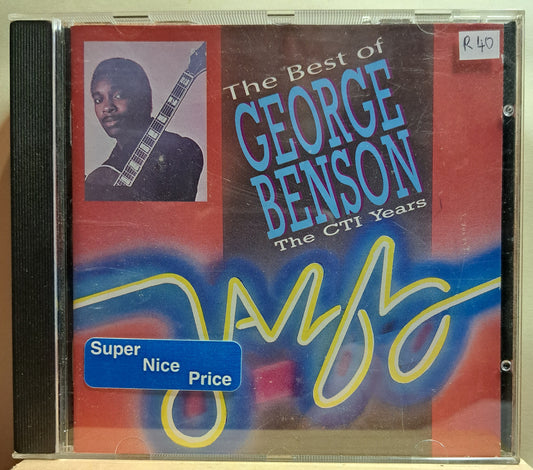 R 40
The Best of
GEORGE
BENSON
The CTI Years
JAZZ
Super
Nice
Price